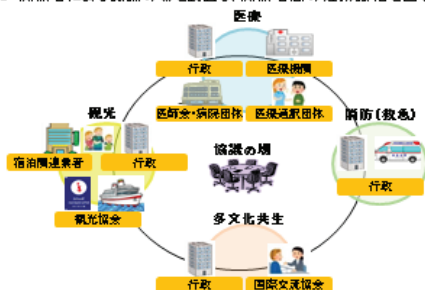 医療
行政
医療機関
医師会・病院団体
医療通訳団体
観光
消防(救急)
宿泊関連業者
行政
協議の場
行政
観光協会
多文化共生
行政
国際交流協会